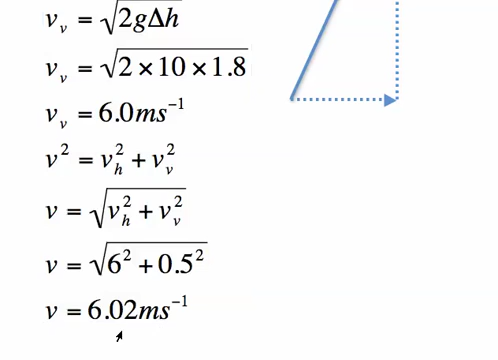 v_v = √(2gΔh)
v_v = √(2×10×1.8)
v_v = 6.0ms⁻¹
v² = v_h² + v_v²
v = √(v_h² + v_v²)
v = √(6² + 0.5²)
v = 6.02ms⁻¹